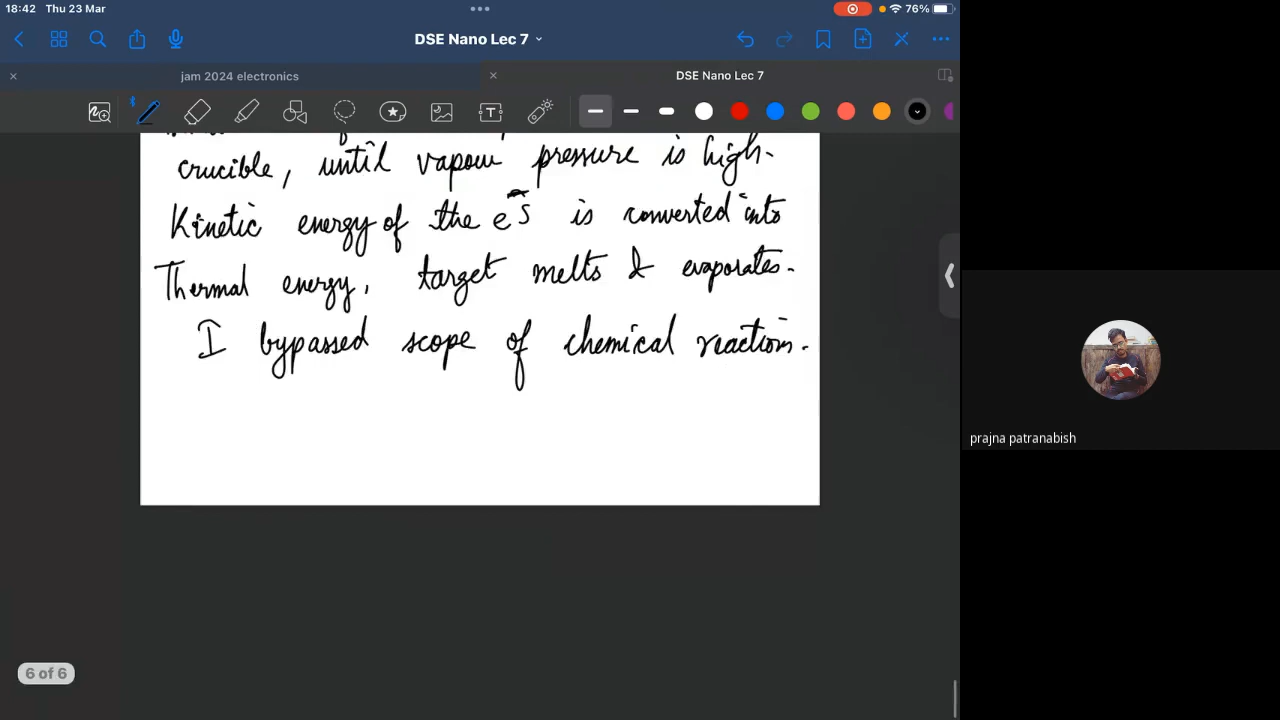 18:42 Thu 23 Mar
76%
DSE Nano Lec 7
jam 2024 electronics
DSE Nano Lec 7
crucible, until vapour pressure is high.
Kinetic energy of the e⁻s is converted into
Thermal energy, target melts & evaporates.
I bypassed scope of chemical reaction.
prajna patranabish
6 of 6